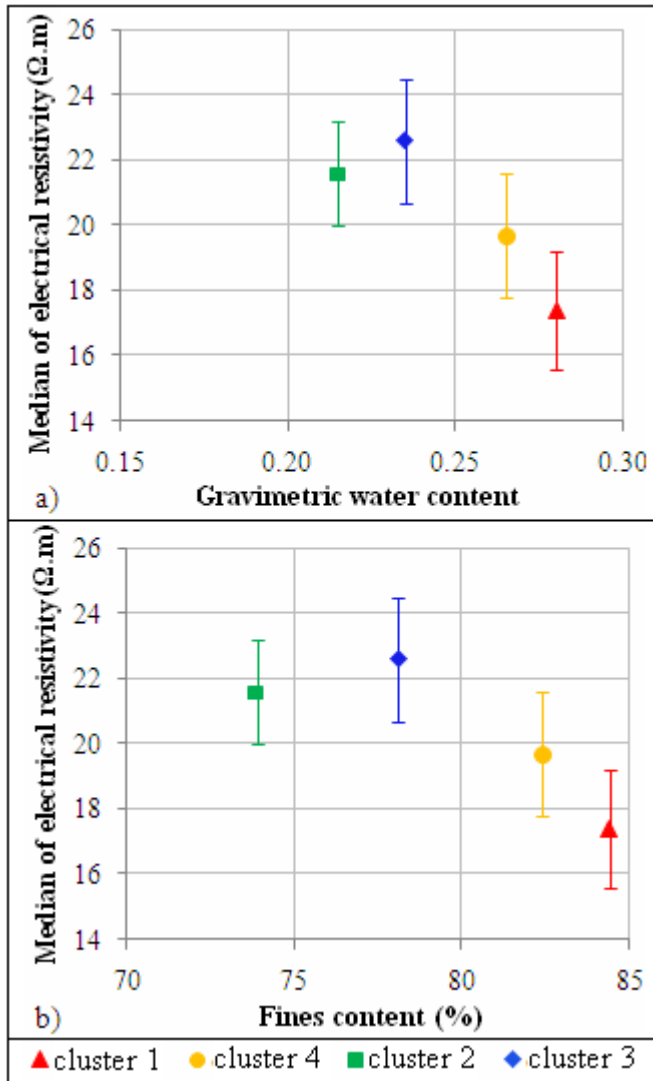 Median of electrical resistivity (Ω.m)
26
24
22
20
18
16
14
0.15 0.20 0.25 0.30
a) Gravimetric water content
Median of electrical resistivity (Ω.m)
26
24
22
20
18
16
14
70 75 80 85
b) Fines content (%)
cluster 1 cluster 4 cluster 2 cluster 3